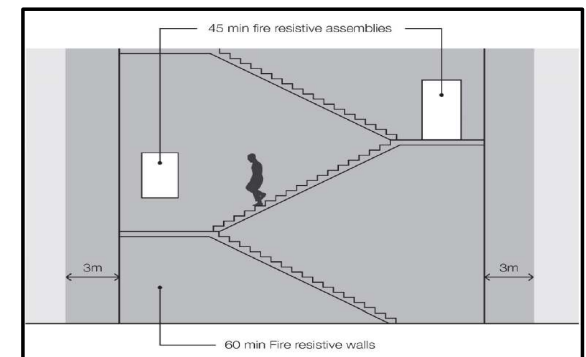 45 min fire resistive assemblies
3m
3m
60 min Fire resistive walls